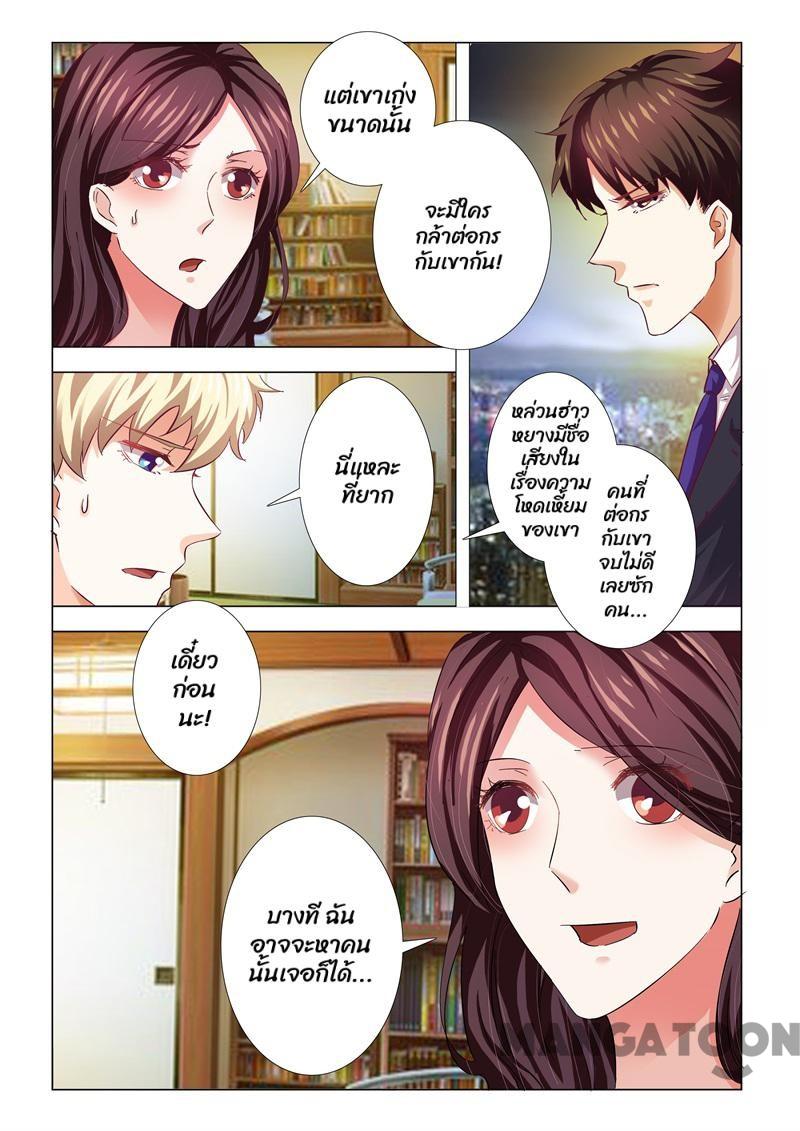 แต่เขาเก่ง
ขนาดนั้น
จะมีใคร
กล้าต่อกร
กับเขากัน!
หล่วนฮ่าว
หยางมีชื่อ
เสียงใน
เรื่องความ
โหดเหี้ยม
ของเขา
คนที่
ต่อกร
กับเขา
จบไม่ดี
เลยซัก
คน...
นี่แหละ
ที่ยาก
เดี๋ยว
ก่อน
นะ!
บางที ฉัน
อาจจะหาคน
นั้นเจอก็ได้...
MANGATOON